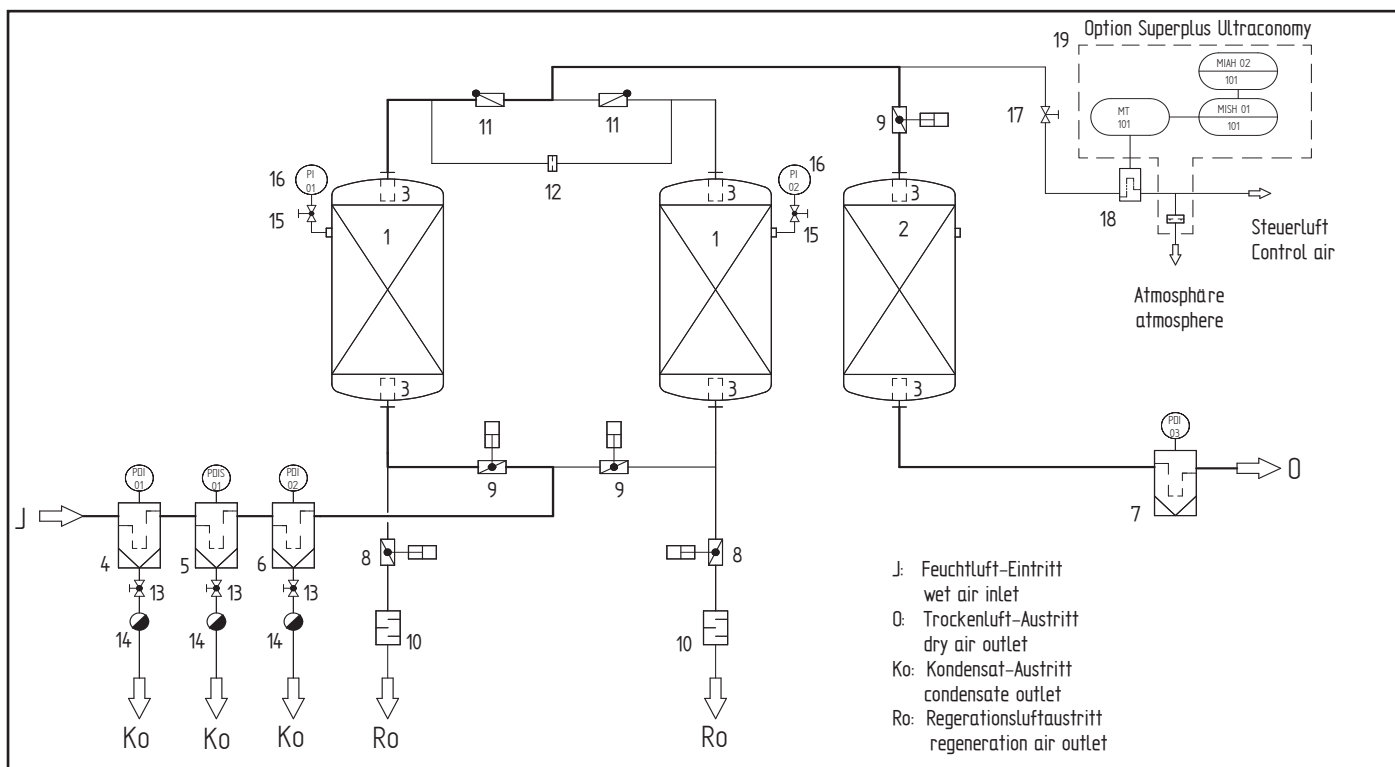 Option Superplus Ultraconomy
19
MIAH 02
101
MISH 01
101
MT
101
17
9
11
11
12
16
PI
01
15
3
1
3
1
16
PI
02
15
3
2
18
Steuerluft
Control air
Atmosphäre
atmosphere
3
3
3
PDI
01
PDIS
01
PDI
02
9
9
PDI
03
J
O
7
4
5
6
8
8
13
13
13
14
14
14
10
10
Ko
Ko
Ko
Ro
Ro
J: Feuchtluft-Eintritt
wet air inlet
O: Trockenluft-Austritt
dry air outlet
Ko: Kondensat-Austritt
condensate outlet
Ro: Regerationsluftaustritt
regeneration air outlet